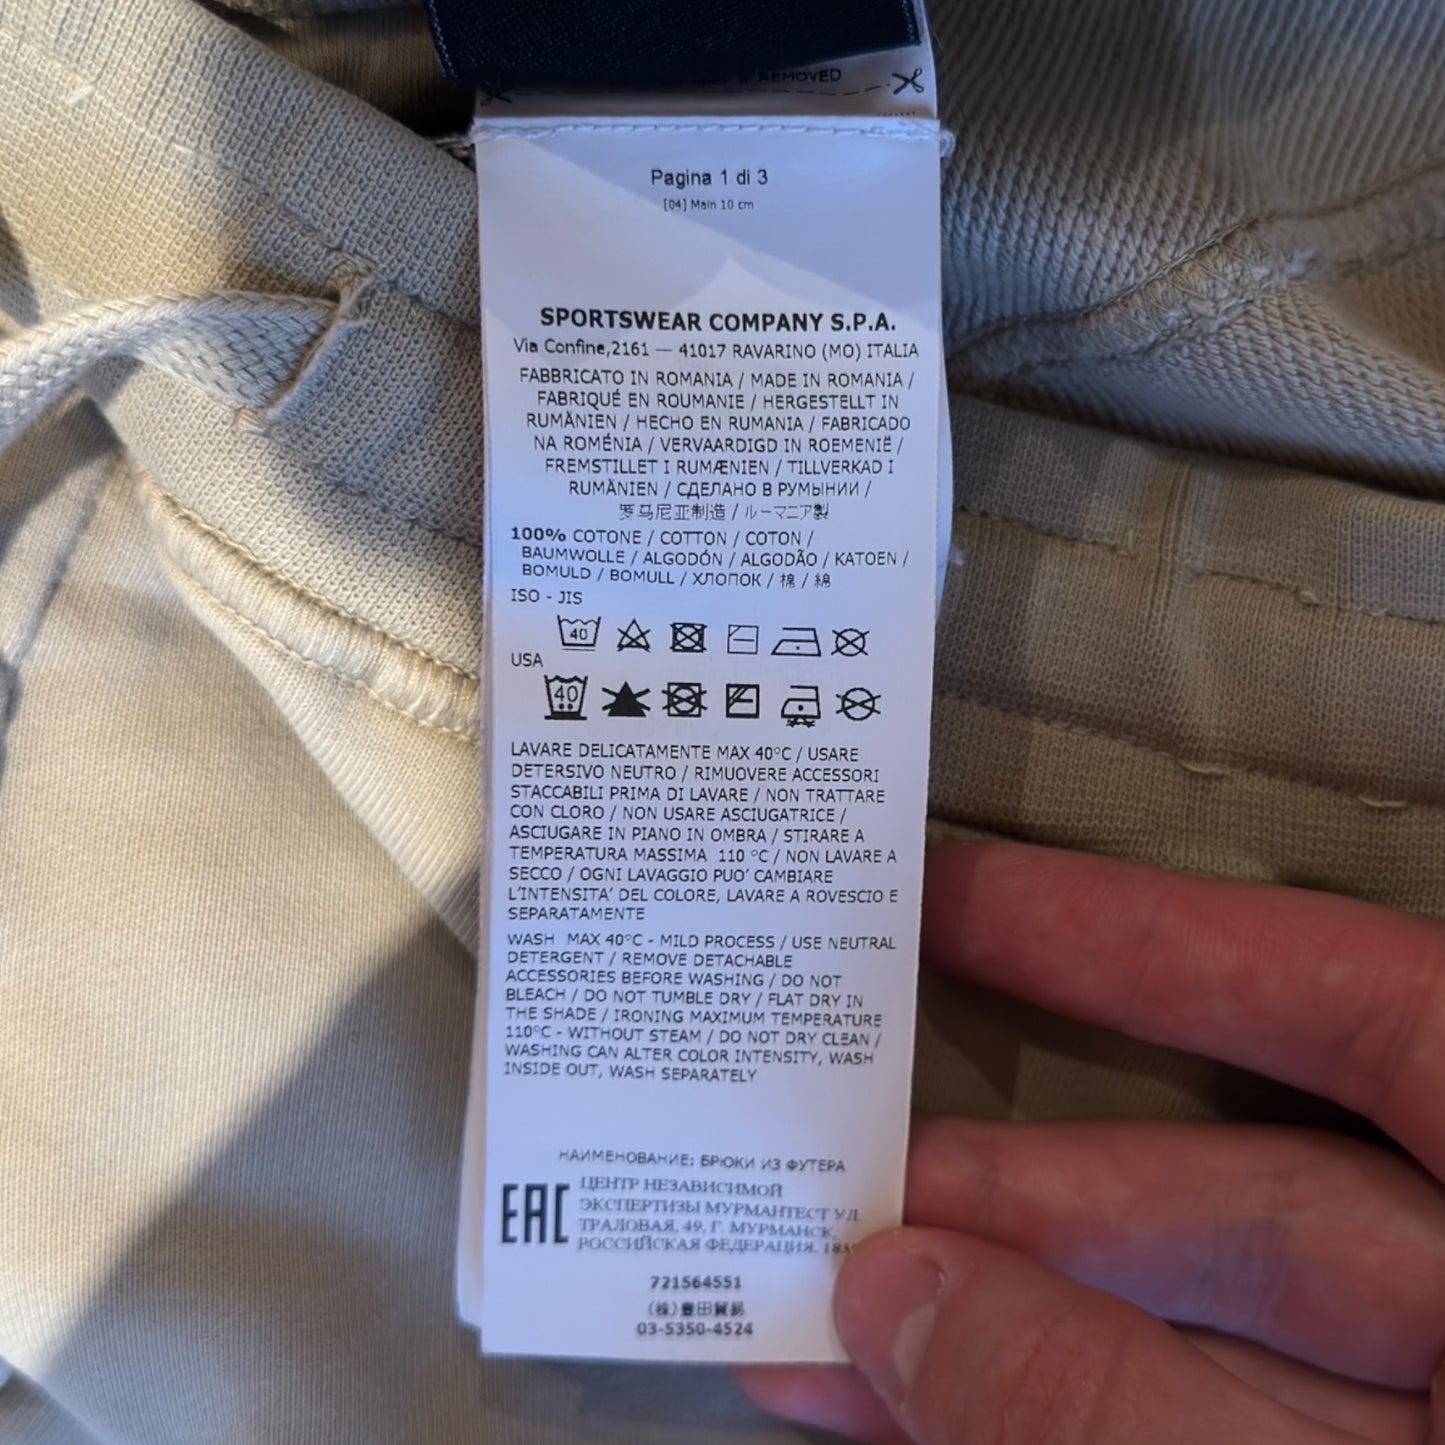 IF REMOVED
Pagina 1 di 3
[04] Main 10 cm
SPORTSWEAR COMPANY S.P.A.
Via Confine,2161 — 41017 RAVARINO (MO) ITALIA
FABBRICATO IN ROMANIA / MADE IN ROMANIA /
FABRIQUÉ EN ROUMANIE / HERGESTELLT IN
RUMÄNIEN / HECHO EN RUMANIA / FABRICADO
NA ROMÉNIA / VERVAARDIGD IN ROEMENIË /
FREMSTILLET I RUMÆNIEN / TILLVERKAD I
RUMÄNIEN / СДЕЛАНО В РУМЫНИИ /
罗马尼亚制造 / ルーマニア製
100% COTONE / COTTON / COTON /
BAUMWOLLE / ALGODÓN / ALGODÃO / KATOEN /
BOMULD / BOMULL / ХЛОПОК / 棉 / 綿
ISO - JIS
40
USA
40
LAVARE DELICATAMENTE MAX 40°C / USARE
DETERSIVO NEUTRO / RIMUOVERE ACCESSORI
STACCABILI PRIMA DI LAVARE / NON TRATTARE
CON CLORO / NON USARE ASCIUGATRICE /
ASCIUGARE IN PIANO IN OMBRA / STIRARE A
TEMPERATURA MASSIMA 110 °C / NON LAVARE A
SECCO / OGNI LAVAGGIO PUO' CAMBIARE
L'INTENSITA' DEL COLORE, LAVARE A ROVESCIO E
SEPARATAMENTE
WASH MAX 40°C - MILD PROCESS / USE NEUTRAL
DETERGENT / REMOVE DETACHABLE
ACCESSORIES BEFORE WASHING / DO NOT
BLEACH / DO NOT TUMBLE DRY / FLAT DRY IN
THE SHADE / IRONING MAXIMUM TEMPERATURE
110°C - WITHOUT STEAM / DO NOT DRY CLEAN /
WASHING CAN ALTER COLOR INTENSITY, WASH
INSIDE OUT, WASH SEPARATELY
НАИМЕНОВАНИЕ: БРЮКИ ИЗ ФУТЕРА
EAC
ЦЕНТР НЕЗАВИСИМОЙ
ЭКСПЕРТИЗЫ МУРМАНТЕСТ УЛ.
ТРАЛОВАЯ, 49, Г. МУРМАНСК,
РОССИЙСКАЯ ФЕДЕРАЦИЯ.
721564551
(株)豊田貿易
03-5350-4524